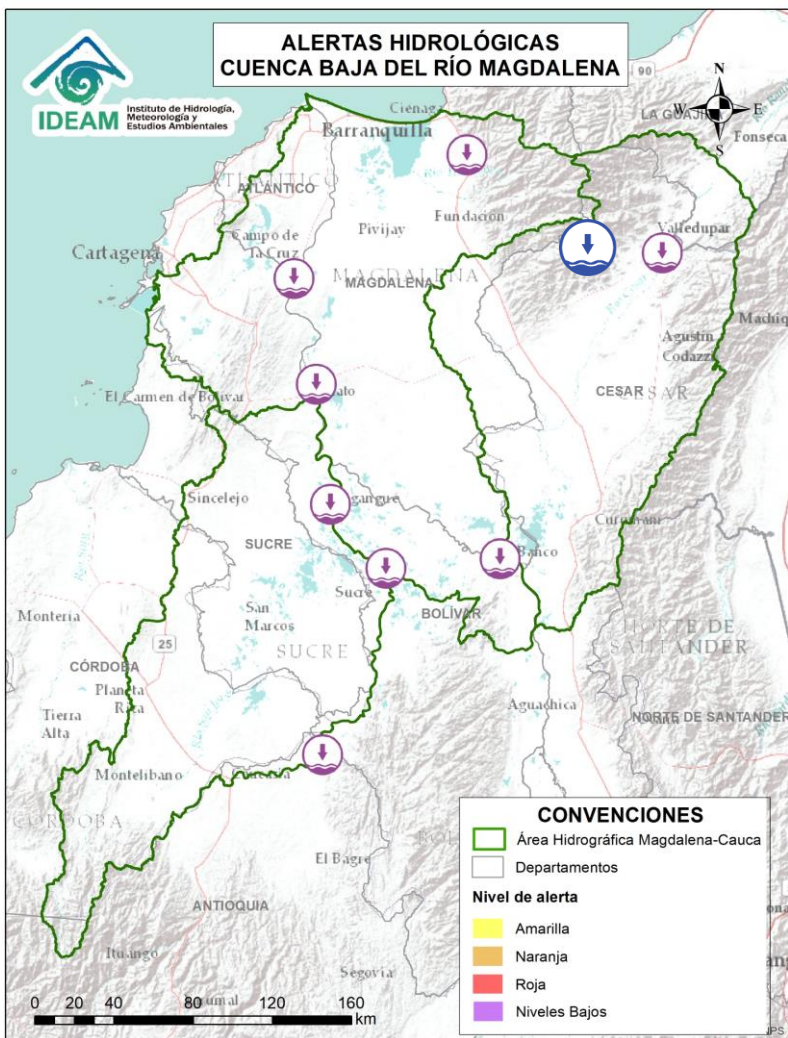 ALERTAS HIDROLÓGICAS
CUENCA BAJA DEL RÍO MAGDALENA
IDEAM
Instituto de Hidrología,
Meteorología y
Estudios Ambientales
N
W E
S
90
Ciénaga
LA GUAJIRA
Fonseca
Barranquilla
ATLÁNTICO
ATLÁNTICO
Fundación
Pivijay
Valledupar
Campo de
La Cruz
Cartagena
MAGDALENA
MAGDALENA
Agustín
Codazzi
El Carmen de Bolívar
CESAR
CESAR
Sincelejo
Curumaní
SUCRE
Banco
Sucre
BOLÍVAR
San
Marcos
Montería
25
SUCRE
NORTE DE
SANTANDER
CÓRDOBA
Planeta
Rica
Aguachica
Tierra
Alta
NORTE DE SANTANDER
Montelibano
CÓRDOBA
El Bagre
ANTIOQUIA
Ituango
Segovia
CONVENCIONES
Área Hidrográfica Magdalena-Cauca
Departamentos
Nivel de alerta
Amarilla
Naranja
Roja
Niveles Bajos
0 20 40 80 120 160
km